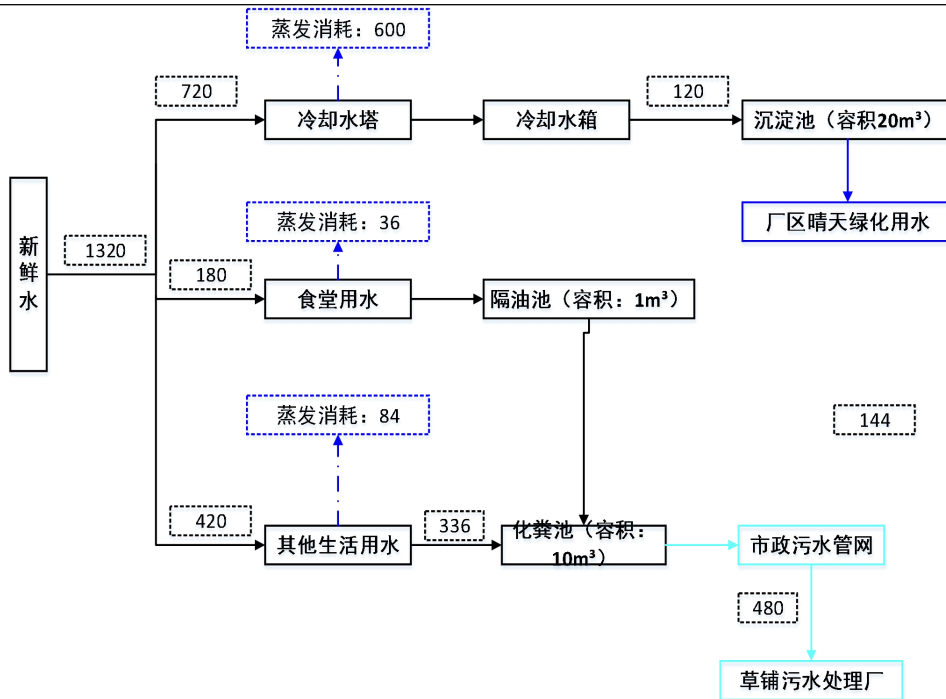 蒸发消耗：600
720
120
冷却水塔
冷却水箱
沉淀池（容积20m³）
新鲜水
1320
蒸发消耗：36
厂区晴天绿化用水
180
食堂用水
隔油池（容积：1m³）
蒸发消耗：84
144
420
其他生活用水
336
化粪池（容积：
10m³）
市政污水管网
480
草铺污水处理厂